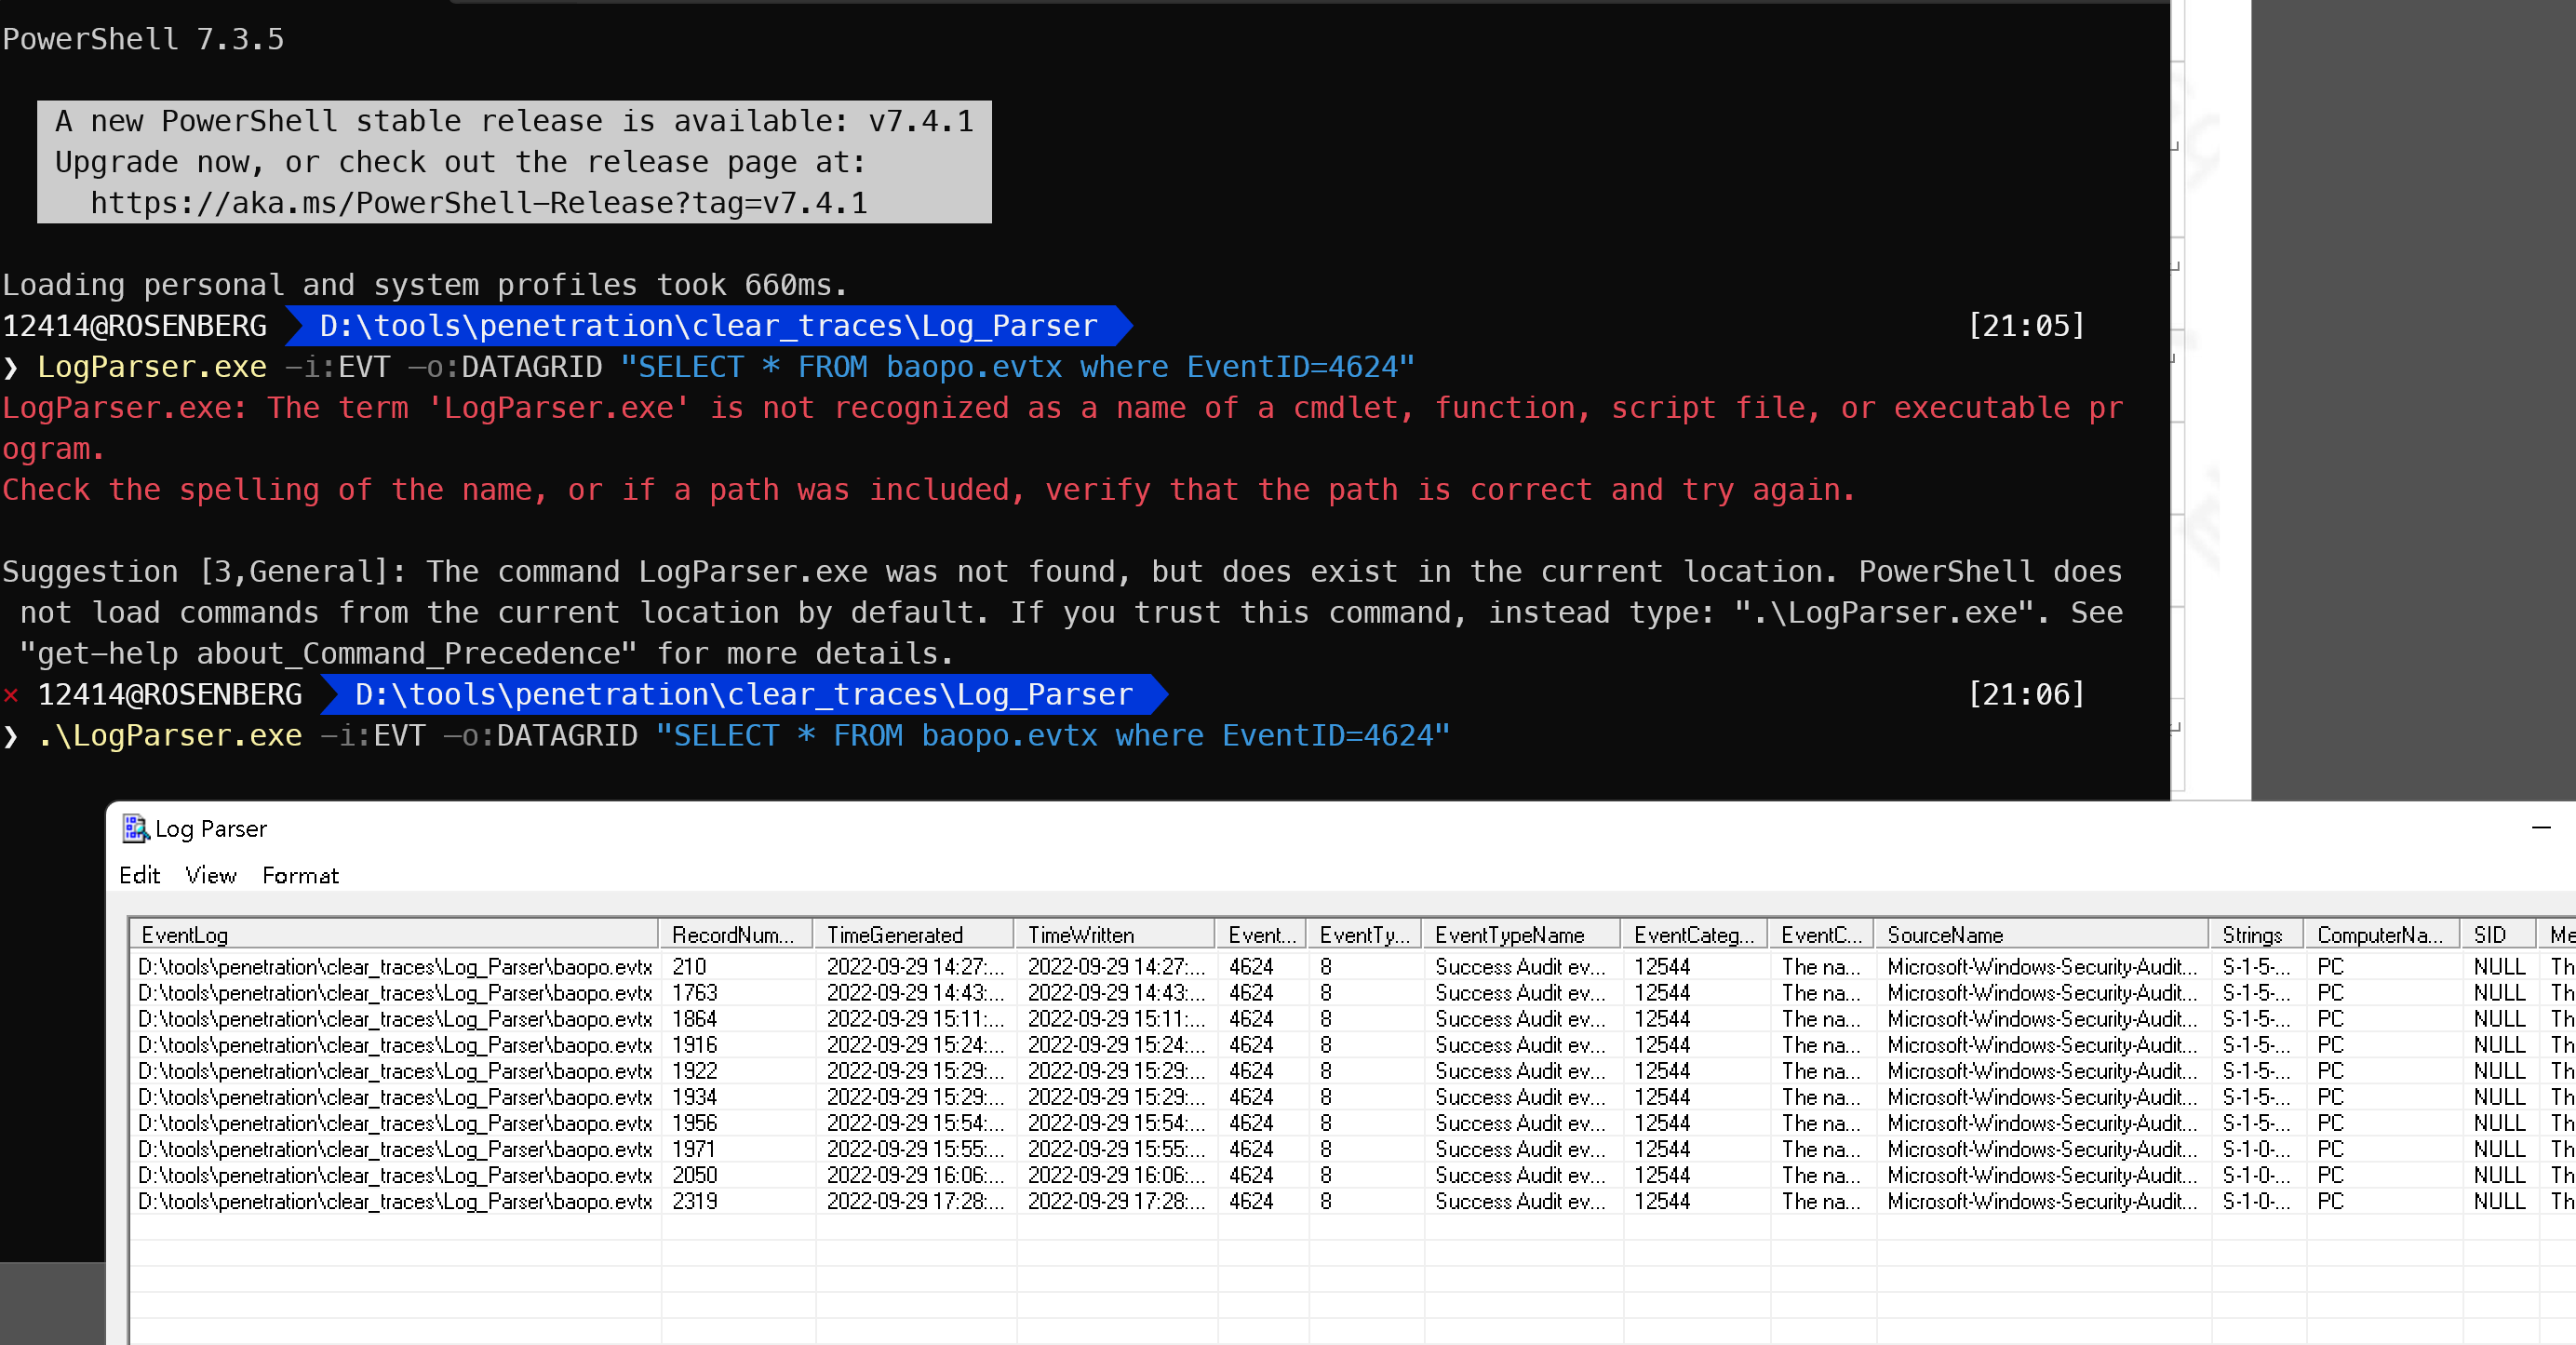 PowerShell 7.3.5
A new PowerShell stable release is available: v7.4.1
Upgrade now, or check out the release page at:
https://aka.ms/PowerShell-Release?tag=v7.4.1
Loading personal and system profiles took 660ms.
12414@ROSENBERG D:\tools\penetration\clear_traces\Log_Parser [21:05]
❯ LogParser.exe -i:EVT -o:DATAGRID "SELECT * FROM baopo.evtx where EventID=4624"
LogParser.exe: The term 'LogParser.exe' is not recognized as a name of a cmdlet, function, script file, or executable pr
ogram.
Check the spelling of the name, or if a path was included, verify that the path is correct and try again.
Suggestion [3,General]: The command LogParser.exe was not found, but does exist in the current location. PowerShell does
not load commands from the current location by default. If you trust this command, instead type: ".\LogParser.exe". See
"get-help about_Command_Precedence" for more details.
× 12414@ROSENBERG D:\tools\penetration\clear_traces\Log_Parser [21:06]
❯ .\LogParser.exe -i:EVT -o:DATAGRID "SELECT * FROM baopo.evtx where EventID=4624"
Log Parser
Edit View Format
EventLog RecordNum... TimeGenerated TimeWritten Event... EventTy... EventTypeName EventCateg... EventC... SourceName Strings ComputerNa... SID Me
D:\tools\penetration\clear_traces\Log_Parser\baopo.evtx 210 2022-09-29 14:27:... 2022-09-29 14:27:... 4624 8 Success Audit ev... 12544 The na... Microsoft-Windows-Security-Audit... S-1-5-... PC NULL Th
D:\tools\penetration\clear_traces\Log_Parser\baopo.evtx 1763 2022-09-29 14:43:... 2022-09-29 14:43:... 4624 8 Success Audit ev... 12544 The na... Microsoft-Windows-Security-Audit... S-1-5-... PC NULL Th
D:\tools\penetration\clear_traces\Log_Parser\baopo.evtx 1864 2022-09-29 15:11:... 2022-09-29 15:11:... 4624 8 Success Audit ev... 12544 The na... Microsoft-Windows-Security-Audit... S-1-5-... PC NULL Th
D:\tools\penetration\clear_traces\Log_Parser\baopo.evtx 1916 2022-09-29 15:24:... 2022-09-29 15:24:... 4624 8 Success Audit ev... 12544 The na... Microsoft-Windows-Security-Audit... S-1-5-... PC NULL Th
D:\tools\penetration\clear_traces\Log_Parser\baopo.evtx 1922 2022-09-29 15:29:... 2022-09-29 15:29:... 4624 8 Success Audit ev... 12544 The na... Microsoft-Windows-Security-Audit... S-1-5-... PC NULL Th
D:\tools\penetration\clear_traces\Log_Parser\baopo.evtx 1934 2022-09-29 15:29:... 2022-09-29 15:29:... 4624 8 Success Audit ev... 12544 The na... Microsoft-Windows-Security-Audit... S-1-5-... PC NULL Th
D:\tools\penetration\clear_traces\Log_Parser\baopo.evtx 1956 2022-09-29 15:54:... 2022-09-29 15:54:... 4624 8 Success Audit ev... 12544 The na... Microsoft-Windows-Security-Audit... S-1-5-... PC NULL Th
D:\tools\penetration\clear_traces\Log_Parser\baopo.evtx 1971 2022-09-29 15:55:... 2022-09-29 15:55:... 4624 8 Success Audit ev... 12544 The na... Microsoft-Windows-Security-Audit... S-1-0-... PC NULL Th
D:\tools\penetration\clear_traces\Log_Parser\baopo.evtx 2050 2022-09-29 16:06:... 2022-09-29 16:06:... 4624 8 Success Audit ev... 12544 The na... Microsoft-Windows-Security-Audit... S-1-0-... PC NULL Th
D:\tools\penetration\clear_traces\Log_Parser\baopo.evtx 2319 2022-09-29 17:28:... 2022-09-29 17:28:... 4624 8 Success Audit ev... 12544 The na... Microsoft-Windows-Security-Audit... S-1-0-... PC NULL Th